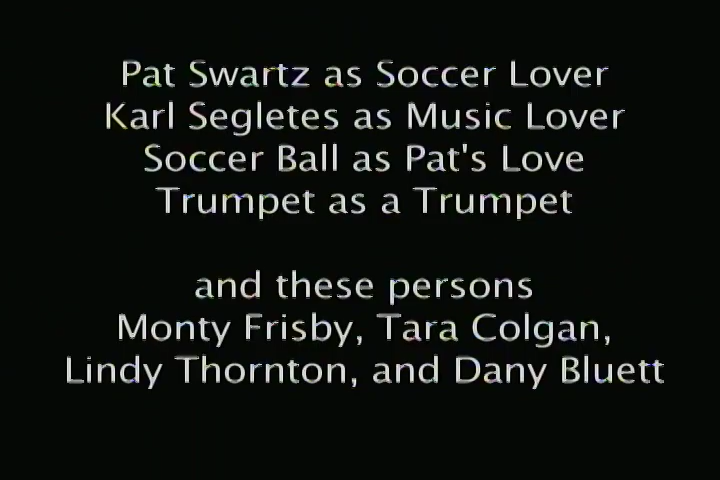 Pat Swartz as Soccer Lover
Karl Segletes as Music Lover
Soccer Ball as Pat's Love
Trumpet as a Trumpet
and these persons
Monty Frisby, Tara Colgan,
Lindy Thornton, and Dany Bluett